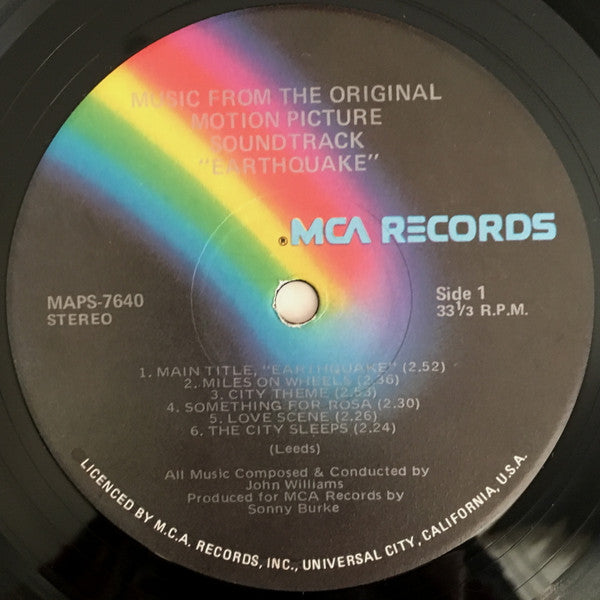 MUSIC FROM THE ORIGINAL
MOTION PICTURE
SOUNDTRACK
"EARTHQUAKE"
®MCA RECORDS
MAPS-7640
STEREO
Side 1
33⅓ R.P.M.
1. MAIN TITLE, "EARTHQUAKE" (2.52)
2. MILES ON WHEELS (2.36)
3. CITY THEME (2.53)
4. SOMETHING FOR ROSA (2.30)
5. LOVE SCENE (2.26)
6. THE CITY SLEEPS (2.24)
(Leeds)
All Music Composed & Conducted by
John Williams
Produced for MCA Records by
Sonny Burke
LICENCED BY M.C.A. RECORDS, INC., UNIVERSAL CITY, CALIFORNIA, U.S.A.